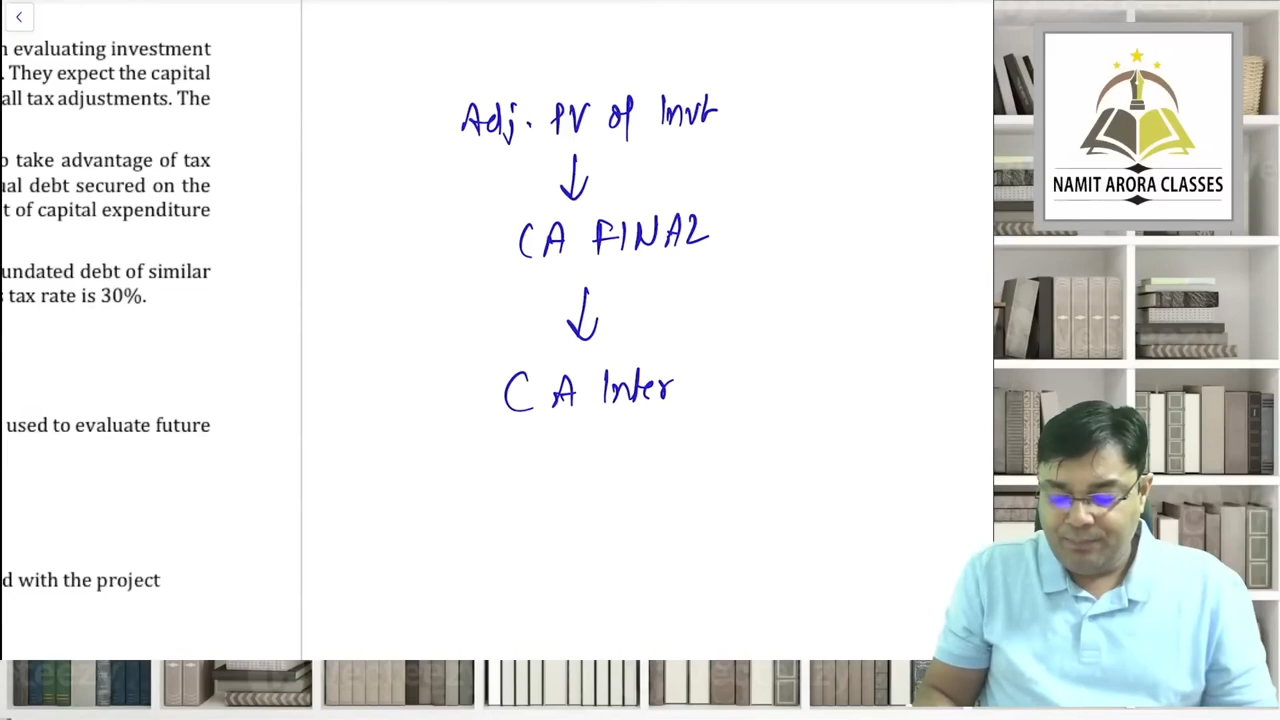 evaluating investment
. They expect the capital
all tax adjustments. The
take advantage of tax
ual debt secured on the
t of capital expenditure
undated debt of similar
tax rate is 30%.
used to evaluate future
d with the project
Adj. PV of Invt
↓
CA FINAL
↓
CA Inter
NAMIT ARORA CLASSES